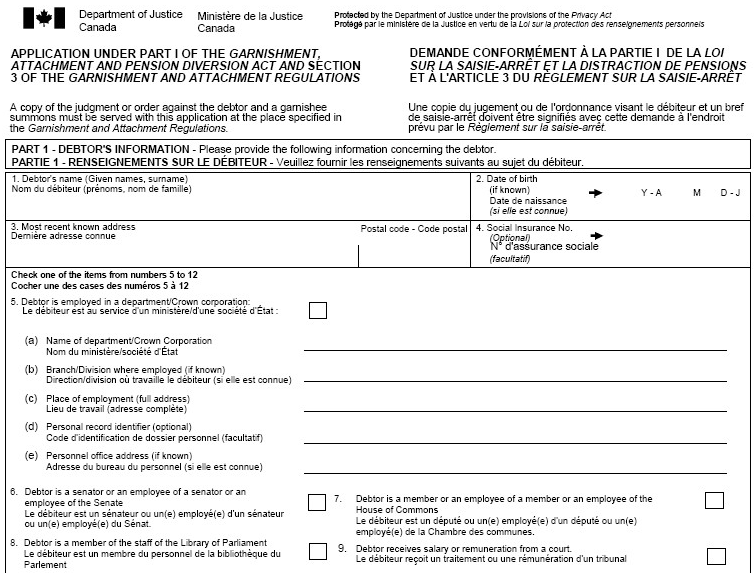 Department of Justice
Canada
Ministère de la Justice
Canada
Protected by the Department of Justice under the provisions of the Privacy Act
Protégé par le ministère de la Justice en vertu de la Loi sur la protection des renseignements personnels
APPLICATION UNDER PART I OF THE GARNISHMENT,
ATTACHMENT AND PENSION DIVERSION ACT AND SECTION
3 OF THE GARNISHMENT AND ATTACHMENT REGULATIONS
DEMANDE CONFORMÉMENT À LA PARTIE I DE LA LOI
SUR LA SAISIE-ARRÊT ET LA DISTRACTION DE PENSIONS
ET À L'ARTICLE 3 DU RÈGLEMENT SUR LA SAISIE-ARRÊT
A copy of the judgment or order against the debtor and a garnishee
summons must be served with this application at the place specified in
the Garnishment and Attachment Regulations.
Une copie du jugement ou de l'ordonnance visant le débiteur et un bref
de saisie-arrêt doivent être signifiés avec cette demande à l'endroit
prévu par le Règlement sur la saisie-arrêt.
PART 1 - DEBTOR'S INFORMATION - Please provide the following information concerning the debtor.
PARTIE 1 - RENSEIGNEMENTS SUR LE DÉBITEUR - Veuillez fournir les renseignements suivants au sujet du débiteur.
1. Debtor's name (Given names, surname)
Nom du débiteur (prénoms, nom de famille)
2. Date of birth
(if known)
Date de naissance
(si elle est connue)
Y - A M D - J
3. Most recent known address
Dernière adresse connue
Postal code - Code postal
4. Social Insurance No.
(Optional)
N° d'assurance sociale
(facultatif)
Check one of the items from numbers 5 to 12
Cocher une des cases des numéros 5 à 12
5. Debtor is employed in a department/Crown corporation:
Le débiteur est au service d'un ministère/d'une société d'État :
(a) Name of department/Crown Corporation
Nom du ministère/société d'État
(b) Branch/Division where employed (if known)
Direction/division où travaille le débiteur (si elle est connue)
(c) Place of employment (full address)
Lieu de travail (adresse complète)
(d) Personal record identifier (optional)
Code d'identification de dossier personnel (facultatif)
(e) Personnel office address (if known)
Adresse du bureau du personnel (si elle est connue)
6. Debtor is a senator or an employee of a senator or an
employee of the Senate
Le débiteur est un sénateur ou un(e) employé(e) d'un sénateur
ou un(e) employé(e) du Sénat.
7. Debtor is a member or an employee of a member or an employee of the
House of Commons
Le débiteur est un député ou un(e) employé(e) d'un député ou un(e)
employé(e) de la Chambre des communes.
8. Debtor is a member of the staff of the Library of Parliament
Le débiteur est un membre du personnel de la bibliothèque du
Parlement
9. Debtor receives salary or remuneration from a court.
Le débiteur reçoit un traitement ou une rémunération d'un tribunal